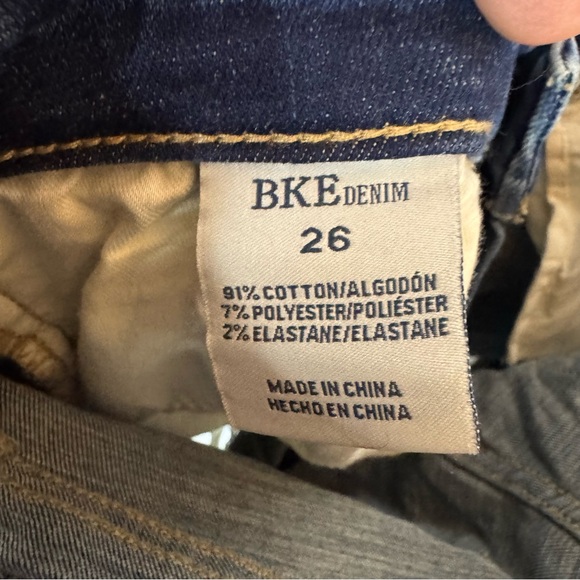 BKE DENIM
26
91% COTTON/ALGODÓN
7% POLYESTER/POLIÉSTER
2% ELASTANE/ELASTANE
MADE IN CHINA
HECHO EN CHINA